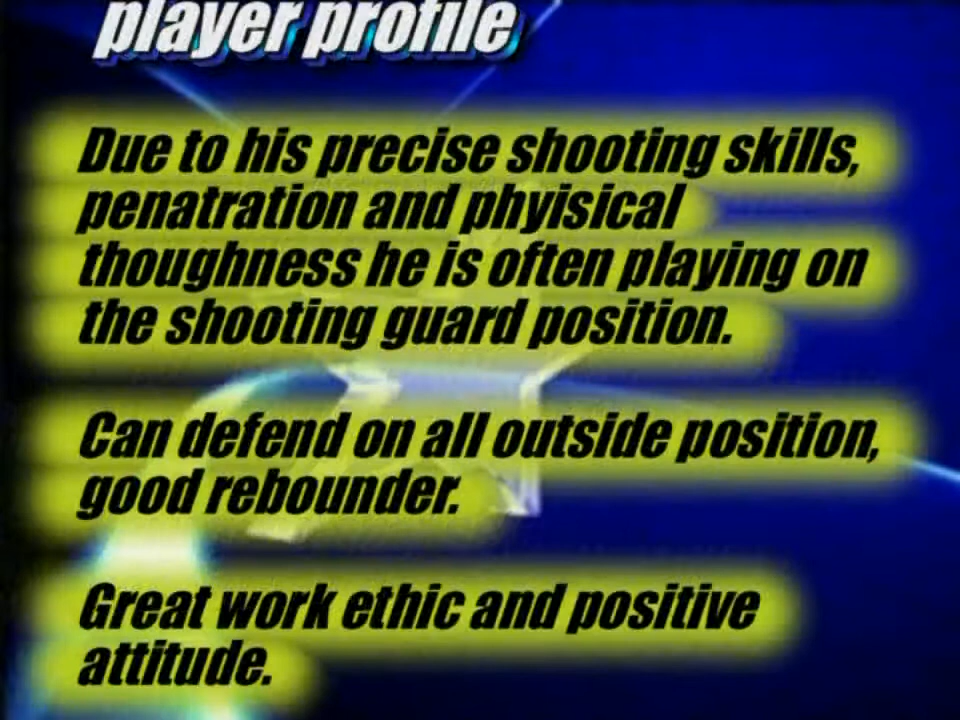 player profile
Due to his precise shooting skills,
penatration and phyisical
thoughness he is often playing on
the shooting guard position.
Can defend on all outside position,
good rebounder.
Great work ethic and positive
attitude.